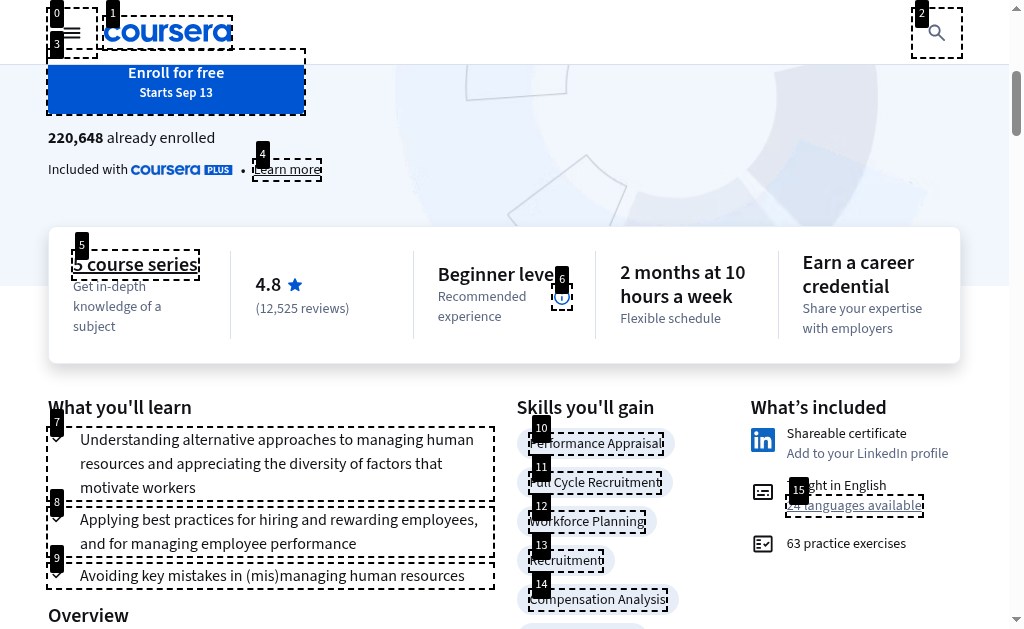 coursera
Enroll for free
Starts Sep 13
220,648 already enrolled
Included with coursera PLUS • Learn more
5 course series
Get in-depth
knowledge of a
subject
4.8
(12,525 reviews)
Beginner level
Recommended
experience
2 months at 10
hours a week
Flexible schedule
Earn a career
credential
Share your expertise
with employers
What you'll learn
Understanding alternative approaches to managing human
resources and appreciating the diversity of factors that
motivate workers
Applying best practices for hiring and rewarding employees,
and for managing employee performance
Avoiding key mistakes in (mis)managing human resources
Overview
Skills you'll gain
Performance Appraisal
Full Cycle Recruitment
Workforce Planning
Recruitment
Compensation Analysis
What's included
in
Shareable certificate
Add to your LinkedIn profile
Taught in English
24 languages available
63 practice exercises
0
1
2
3
4
5
6
7
8
9
10
11
12
13
14
15